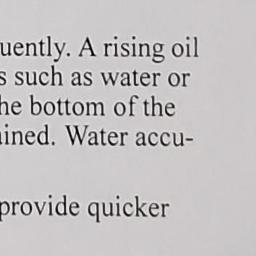 uently. A rising oil
s such as water or
he bottom of the
ined. Water accu-
provide quicker